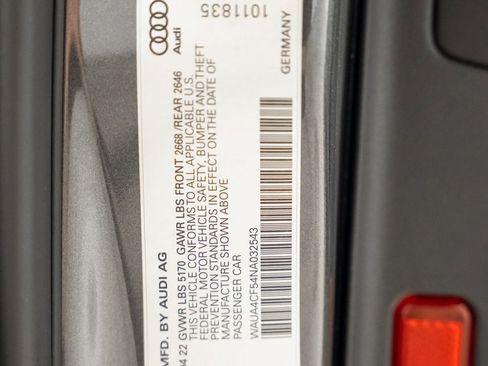 MFD. BY AUDI AG
04 22 GVWR LBS 5170 GAWR LBS FRONT 2668 /REAR 2646
THIS VEHICLE CONFORMS TO ALL APPLICABLE U.S.
FEDERAL MOTOR VEHICLE SAFETY, BUMPER AND THEFT
PREVENTION STANDARDS IN EFFECT ON THE DATE OF
MANUFACTURE SHOWN ABOVE
PASSENGER CAR
WAUA4CF54NA032543
Audi
GERMANY
1011835